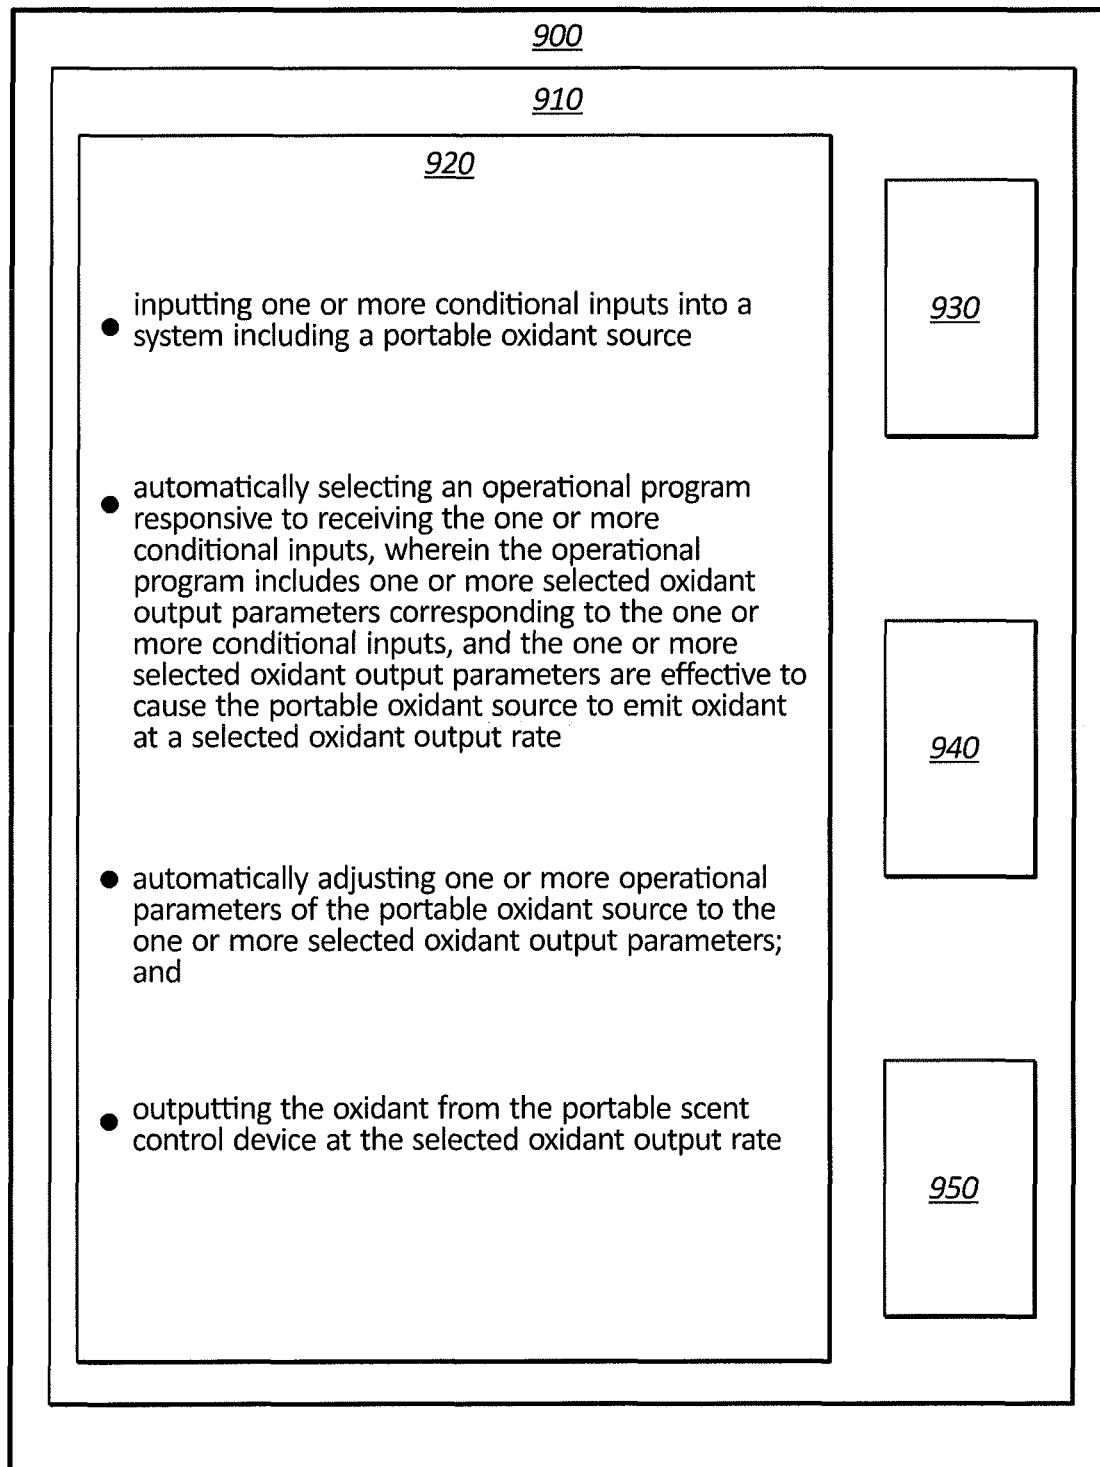 900
910
920
● inputting one or more conditional inputs into a
system including a portable oxidant source
● automatically selecting an operational program
responsive to receiving the one or more
conditional inputs, wherein the operational
program includes one or more selected oxidant
output parameters corresponding to the one or
more conditional inputs, and the one or more
selected oxidant output parameters are effective to
cause the portable oxidant source to emit oxidant
at a selected oxidant output rate
● automatically adjusting one or more operational
parameters of the portable oxidant source to the
one or more selected oxidant output parameters;
and
● outputting the oxidant from the portable scent
control device at the selected oxidant output rate
930
940
950